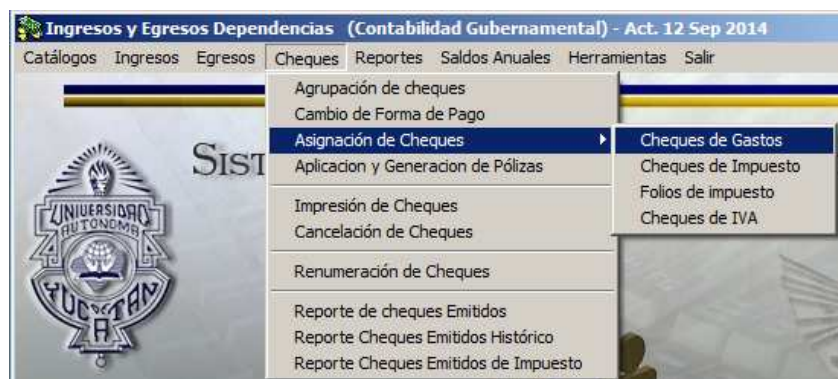 Ingresos y Egresos Dependencias (Contabilidad Gubernamental) - Act. 12 Sep 2014
Catálogos Ingresos Egresos Cheques Reportes Saldos Anuales Herramientas Salir
Agrupación de cheques
Cambio de Forma de Pago
Asignación de Cheques
Aplicacion y Generacion de Pólizas
Impresión de Cheques
Cancelación de Cheques
Renumeración de Cheques
Reporte de cheques Emitidos
Reporte Cheques Emitidos Histórico
Reporte Cheques Emitidos de Impuesto
Cheques de Gastos
Cheques de Impuesto
Folios de impuesto
Cheques de IVA
SIST
UNIVERSIDAD
AUTONOMA
YUCATAN